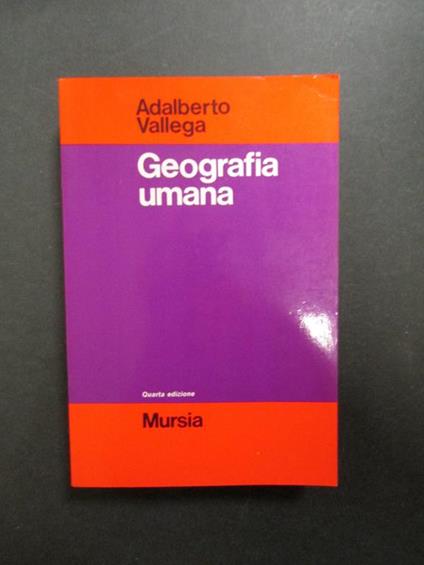 Adalberto
Vallega
Geografia
umana
Quarta edizione
Mursia